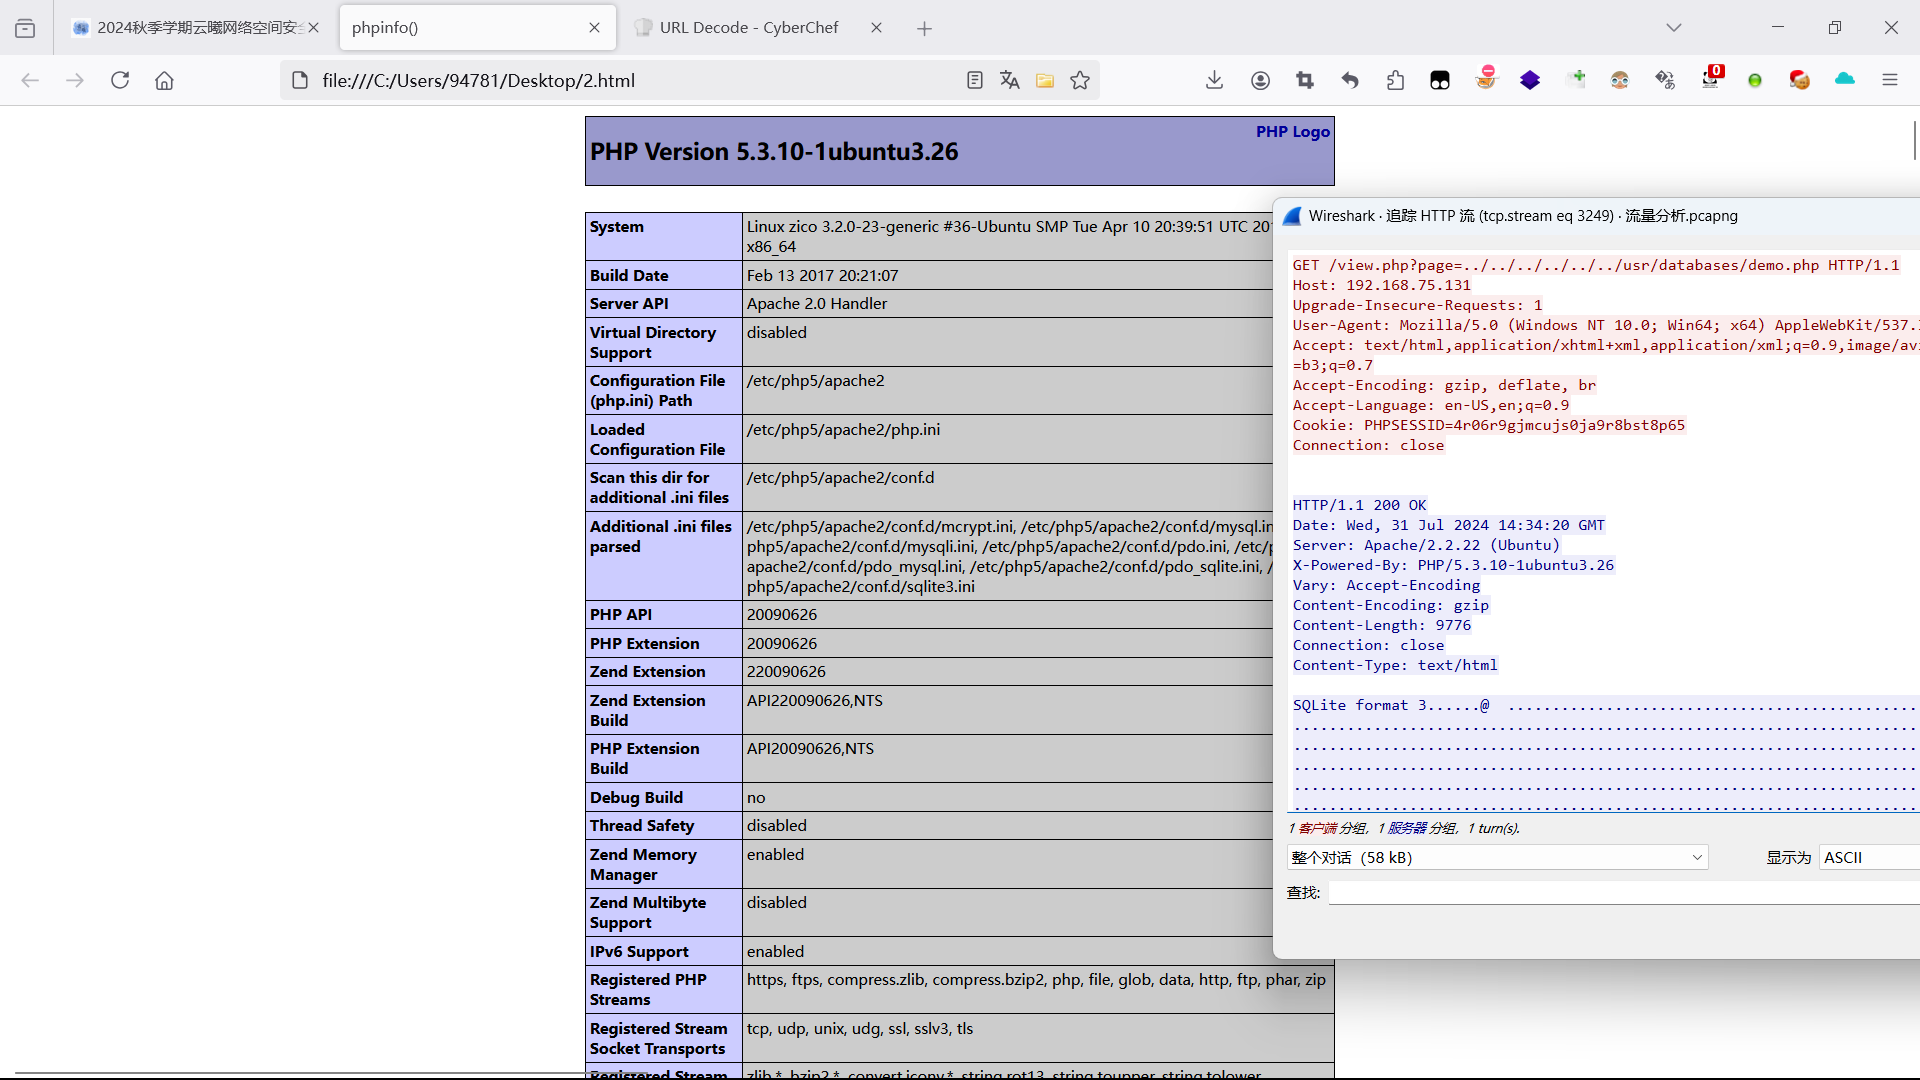 2024秋季学期云曦网络空间安全
phpinfo()
URL Decode - CyberChef
file:///C:/Users/94781/Desktop/2.html
0
PHP Logo
PHP Version 5.3.10-1ubuntu3.26
System
Linux zico 3.2.0-23-generic #36-Ubuntu SMP Tue Apr 10 20:39:51 UTC 201
x86_64
Build Date
Feb 13 2017 20:21:07
Server API
Apache 2.0 Handler
Virtual Directory
Support
disabled
Configuration File
(php.ini) Path
/etc/php5/apache2
Loaded
Configuration File
/etc/php5/apache2/php.ini
Scan this dir for
additional .ini files
/etc/php5/apache2/conf.d
Additional .ini files
parsed
/etc/php5/apache2/conf.d/mcrypt.ini, /etc/php5/apache2/conf.d/mysql.in
php5/apache2/conf.d/mysqli.ini, /etc/php5/apache2/conf.d/pdo.ini, /etc/p
apache2/conf.d/pdo_mysql.ini, /etc/php5/apache2/conf.d/pdo_sqlite.ini, /
php5/apache2/conf.d/sqlite3.ini
PHP API
20090626
PHP Extension
20090626
Zend Extension
220090626
Zend Extension
Build
API220090626,NTS
PHP Extension
Build
API20090626,NTS
Debug Build
no
Thread Safety
disabled
Zend Memory
Manager
enabled
Zend Multibyte
Support
disabled
IPv6 Support
enabled
Registered PHP
Streams
https, ftps, compress.zlib, compress.bzip2, php, file, glob, data, http, ftp, phar, zip
Registered Stream
Socket Transports
tcp, udp, unix, udg, ssl, sslv3, tls
Registered Stream
zlib.*, bzip2.*, convert.iconv.*, string.rot13, string.toupper, string.tolower,
Wireshark · 追踪 HTTP 流 (tcp.stream eq 3249) · 流量分析.pcapng
GET /view.php?page=../../../../../../usr/databases/demo.php HTTP/1.1
Host: 192.168.75.131
Upgrade-Insecure-Requests: 1
User-Agent: Mozilla/5.0 (Windows NT 10.0; Win64; x64) AppleWebKit/537.3
Accept: text/html,application/xhtml+xml,application/xml;q=0.9,image/avi
=b3;q=0.7
Accept-Encoding: gzip, deflate, br
Accept-Language: en-US,en;q=0.9
Cookie: PHPSESSID=4r06r9gjmcujs0ja9r8bst8p65
Connection: close
HTTP/1.1 200 OK
Date: Wed, 31 Jul 2024 14:34:20 GMT
Server: Apache/2.2.22 (Ubuntu)
X-Powered-By: PHP/5.3.10-1ubuntu3.26
Vary: Accept-Encoding
Content-Encoding: gzip
Content-Length: 9776
Connection: close
Content-Type: text/html
SQLite format 3......@  ..............................................
......................................................................
......................................................................
......................................................................
......................................................................
......................................................................
1 客户端 分组, 1 服务器 分组, 1 turn(s).
整个对话 (58 kB)
显示为 ASCII
查找: